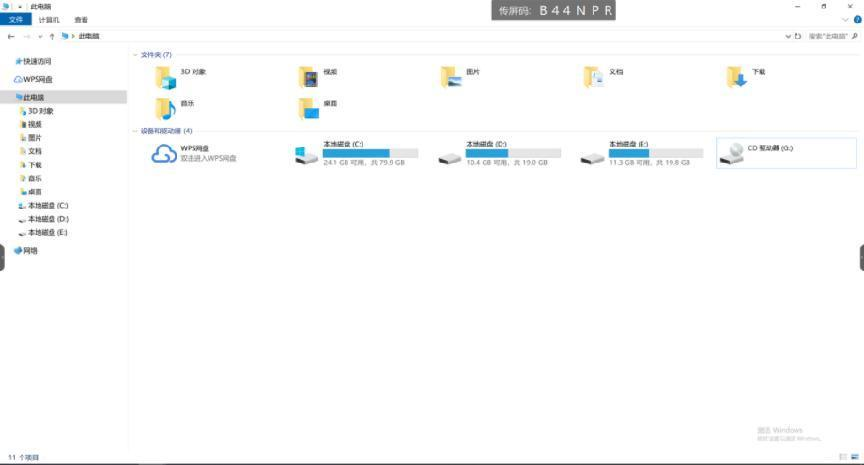 此电脑
传屏码: B44NPR
文件 计算机 查看
此电脑
搜索"此电脑"
快速访问
WPS网盘
此电脑
3D 对象
视频
图片
文档
下载
音乐
桌面
本地磁盘 (C:)
本地磁盘 (D:)
本地磁盘 (E:)
网络
文件夹 (7)
3D 对象 视频 图片 文档 下载
音乐 桌面
设备和驱动器 (4)
WPS网盘
双击进入WPS网盘
本地磁盘 (C:)
24.1 GB 可用，共 79.9 GB
本地磁盘 (D:)
10.4 GB 可用，共 19.0 GB
本地磁盘 (E:)
11.3 GB 可用，共 19.8 GB
CD 驱动器 (G:)
激活 Windows
转到"设置"以激活 Windows。
11 个项目